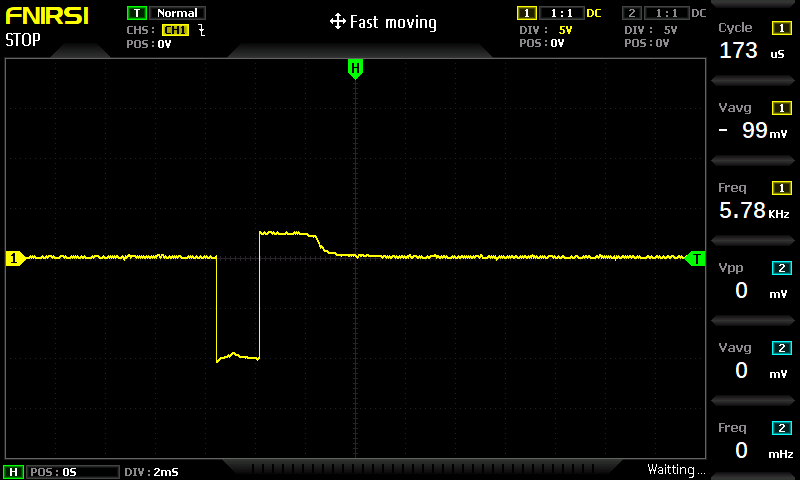 FNIRSI
STOP
T Normal
CHS: CH1
POS: 0V
Fast moving
1 1:1 DC
DIV: 5V
POS: 0V
2 1:1 DC
DIV: 5V
POS: 0V
H
1
T
Cycle 1
173 uS
Vavg 1
- 99 mV
Freq 1
5.78 KHz
Vpp 2
0 mV
Vavg 2
0 mV
Freq 2
0 mHz
H POS: 0S DIV: 2mS
Waitting...